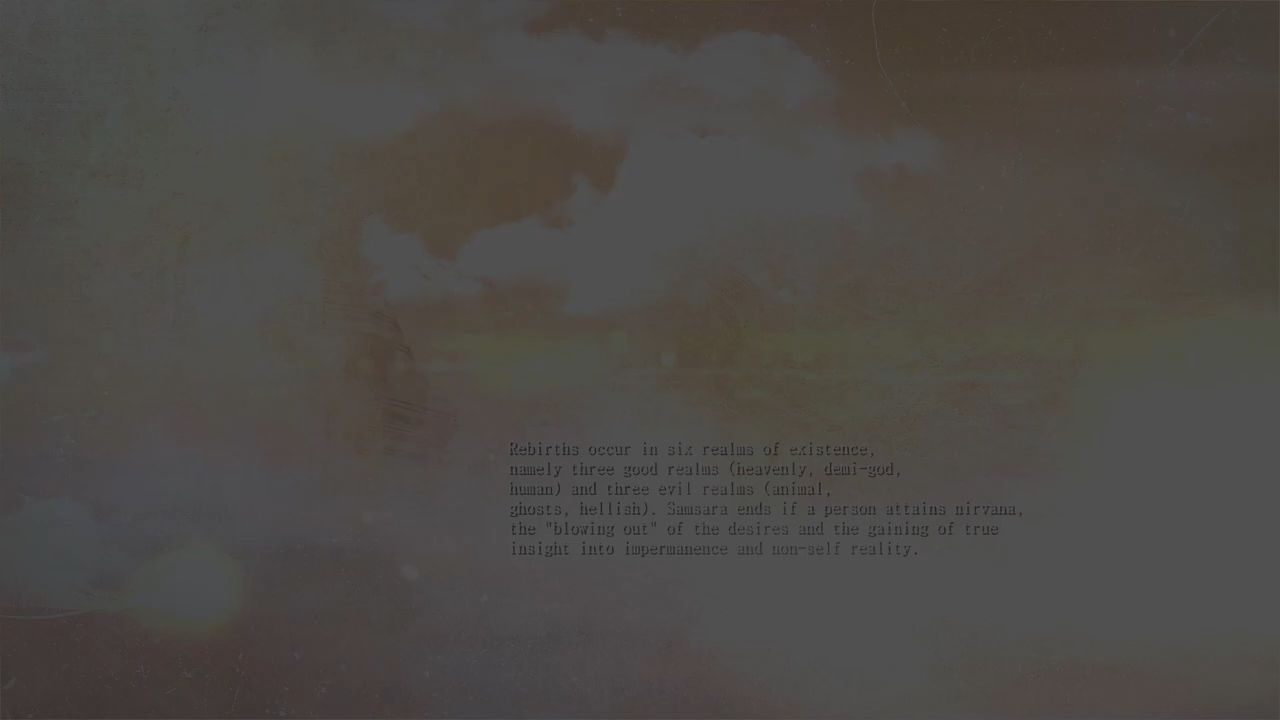 Rebirths occur in six realms of existence,
namely three good realms (heavenly, demi-god,
human) and three evil realms (animal,
ghosts, hellish). Samsara ends if a person attains nirvana,
the "blowing out" of the desires and the gaining of true
insight into impermanence and non-self reality.